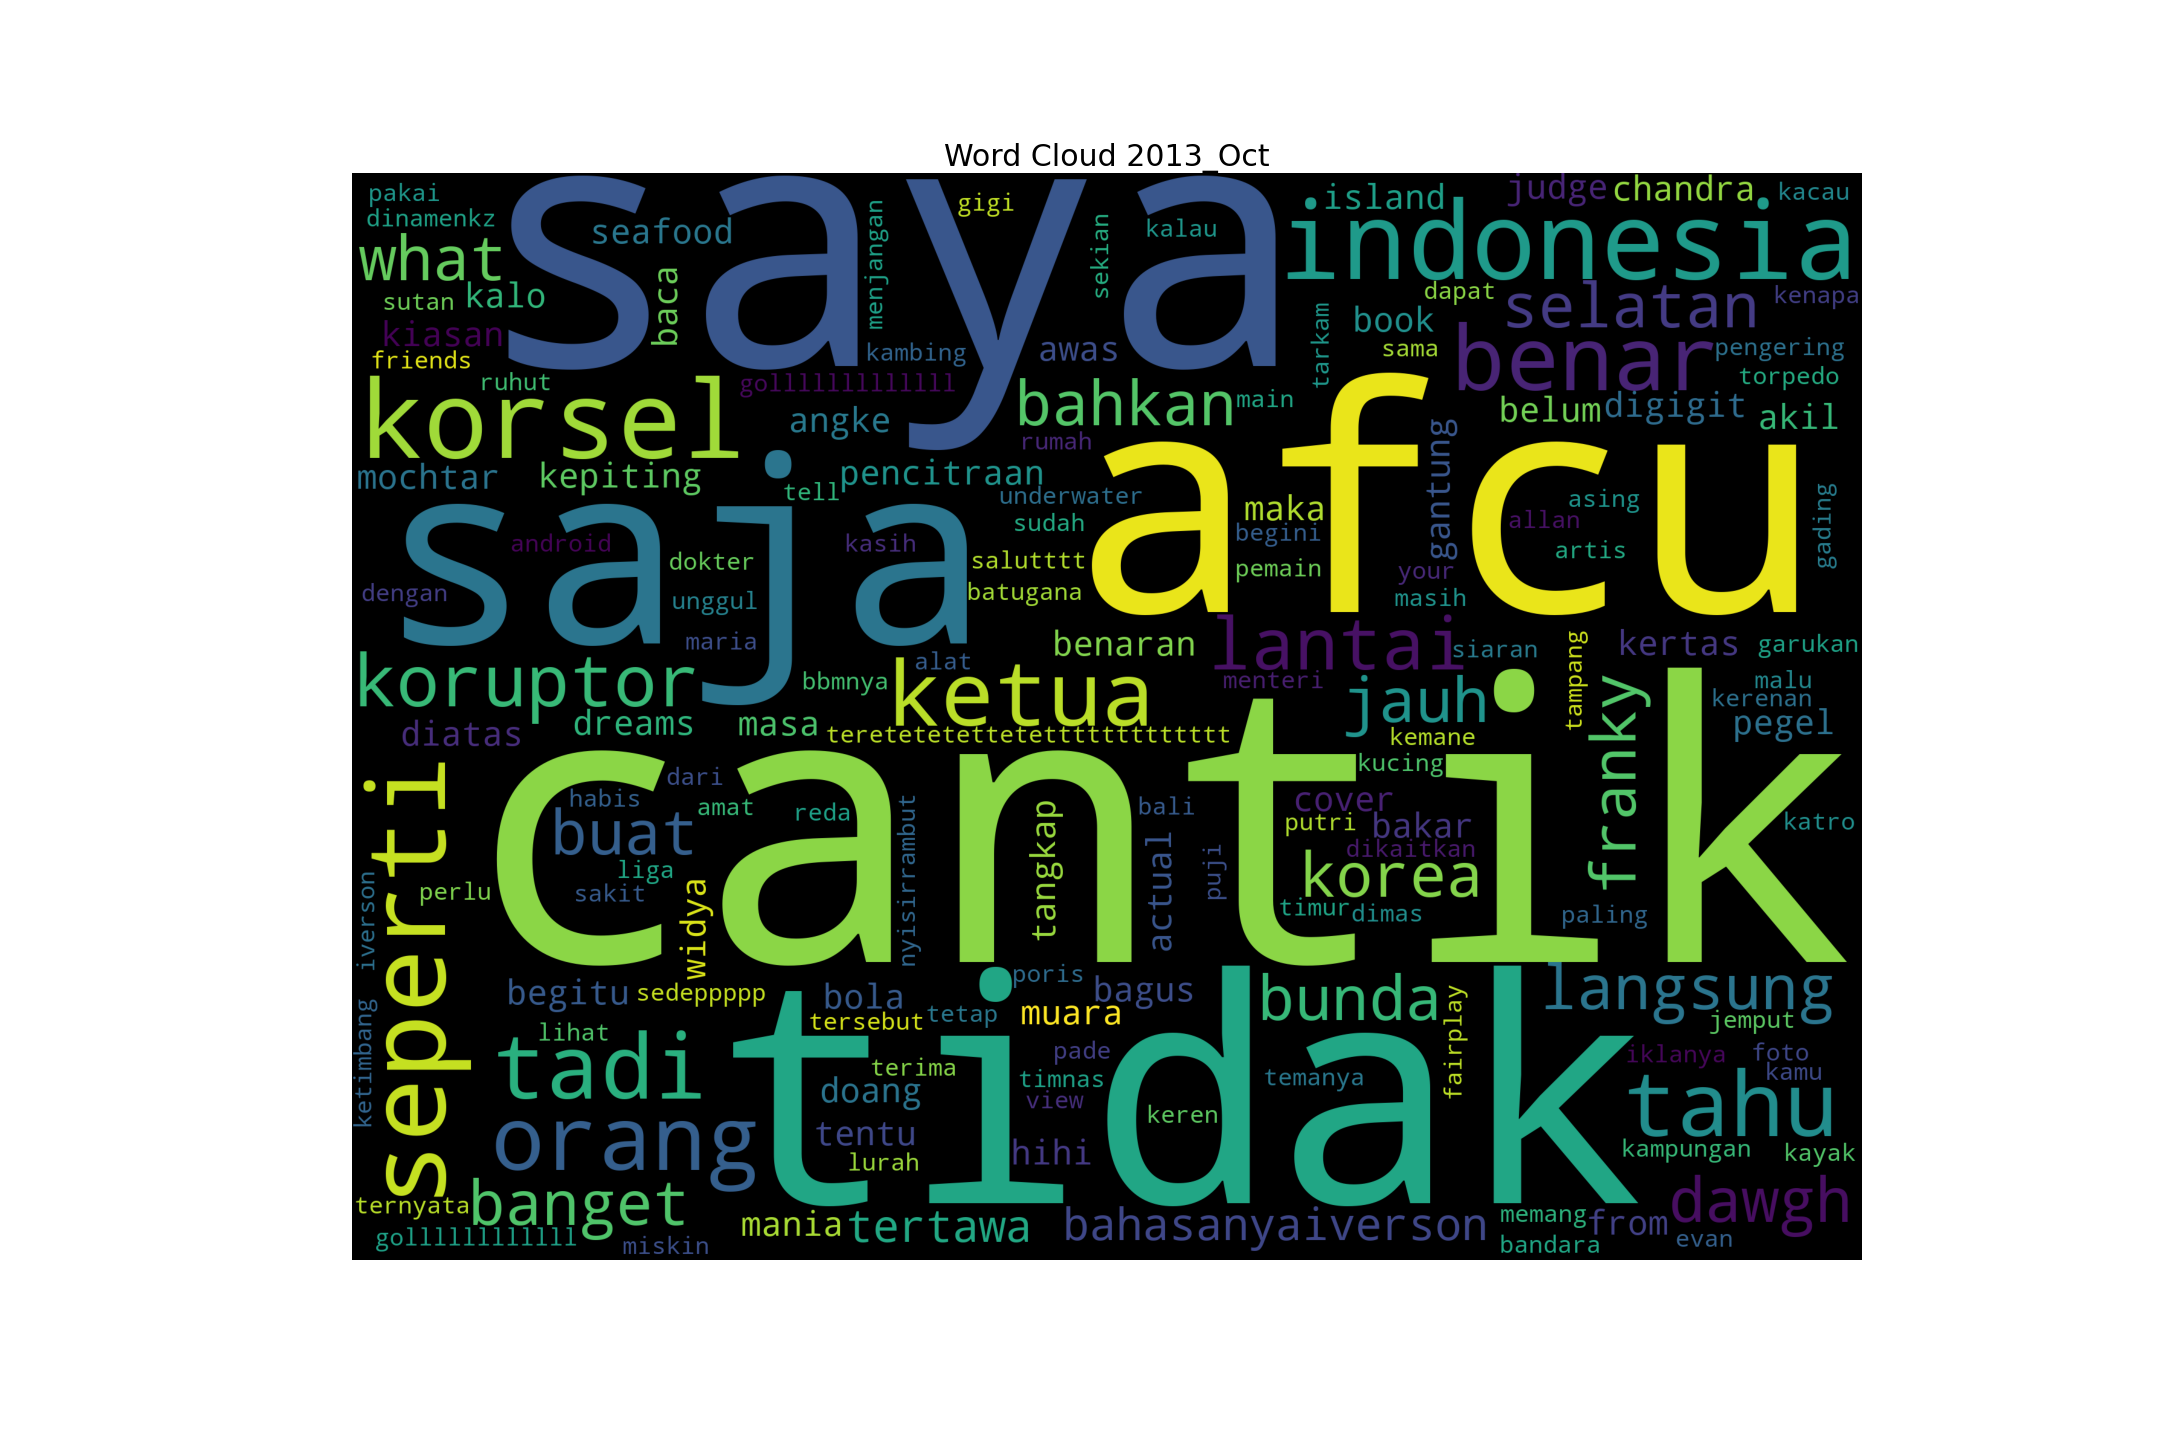 Word Cloud 2013_Oct
pakai
dinamenkz
what
sutan
kalo
kiasan
friends
ruhut
seafood
baca
saya
menjangan
gigi
sekian
kalau
indonesia
island
judge
chandra
kacau
dapat
selatan
kenapa
book
tarkam
sama
benar
pengering
torpedo
kambing
awas
gollllllllllllll
korsel
angke
bahkan
main
rumah
belum
digigit
akil
mochtar
kepiting
pencitraan
tell
underwater
sudah
maka
begini
gantung
afcu
asing
allan
artis
gading
saja
android
dokter
kasih
salutttt
batugana
pemain
your
masih
dengan
unggul
maria
benaran
lantai
siaran
tampang
kertas
garukan
koruptor
alat
bbmnya
ketua
menteri
jauh
franky
malu
kerenan
pegel
diatas
dreams
masa
kemane
kucing
cantik
seperti
dari
habis
amat
reda
buat
liga
sakit
perlu
widya
nyisirrambut
tangkap
bali
actual
puji
cover
putri
bakar
dikaitkan
korea
timur
dimas
paling
katro
iverson
ketimbang
begitu
sedeppppp
bola
poris
bagus
muara
tersebut
tetap
bunda
langsung
fairplay
jemput
lihat
tadi
tidak
terima
pade
timnas
view
temanya
iklanya
foto
kamu
doang
tahu
orang
tentu
lurah
hihi
keren
kampungan
kayak
ternyata
banget
mania
tertawa
bahasanyaiverson
memang
from
dawgh
bandara
evan
miskin